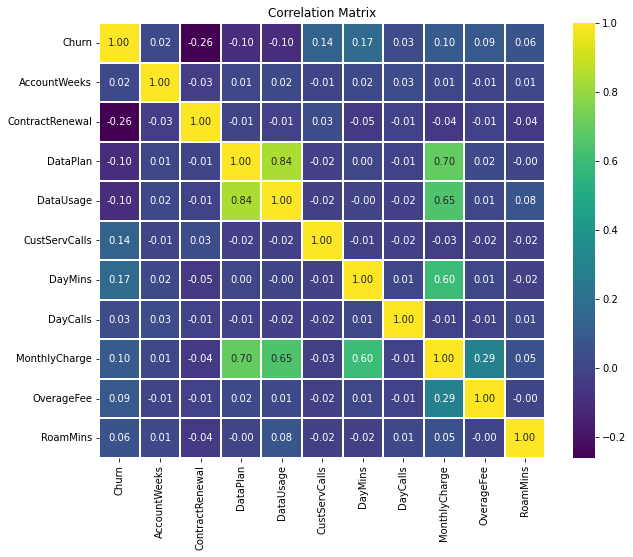 Correlation Matrix
Churn 1.00 0.02 -0.26 -0.10 -0.10 0.14 0.17 0.03 0.10 0.09 0.06
AccountWeeks 0.02 1.00 -0.03 0.01 0.02 -0.01 0.02 0.03 0.01 -0.01 0.01
ContractRenewal -0.26 -0.03 1.00 -0.01 -0.01 0.03 -0.05 -0.01 -0.04 -0.01 -0.04
DataPlan -0.10 0.01 -0.01 1.00 0.84 -0.02 0.00 -0.01 0.70 0.02 -0.00
DataUsage -0.10 0.02 -0.01 0.84 1.00 -0.02 -0.00 -0.02 0.65 0.01 0.08
CustServCalls 0.14 -0.01 0.03 -0.02 -0.02 1.00 -0.01 -0.02 -0.03 -0.02 -0.02
DayMins 0.17 0.02 -0.05 0.00 -0.00 -0.01 1.00 0.01 0.60 0.01 -0.02
DayCalls 0.03 0.03 -0.01 -0.01 -0.02 -0.02 0.01 1.00 -0.01 -0.01 0.01
MonthlyCharge 0.10 0.01 -0.04 0.70 0.65 -0.03 0.60 -0.01 1.00 0.29 0.05
OverageFee 0.09 -0.01 -0.01 0.02 0.01 -0.02 0.01 -0.01 0.29 1.00 -0.00
RoamMins 0.06 0.01 -0.04 -0.00 0.08 -0.02 -0.02 0.01 0.05 -0.00 1.00
Churn
AccountWeeks
ContractRenewal
DataPlan
DataUsage
CustServCalls
DayMins
DayCalls
MonthlyCharge
OverageFee
RoamMins
1.0
0.8
0.6
0.4
0.2
0.0
−0.2